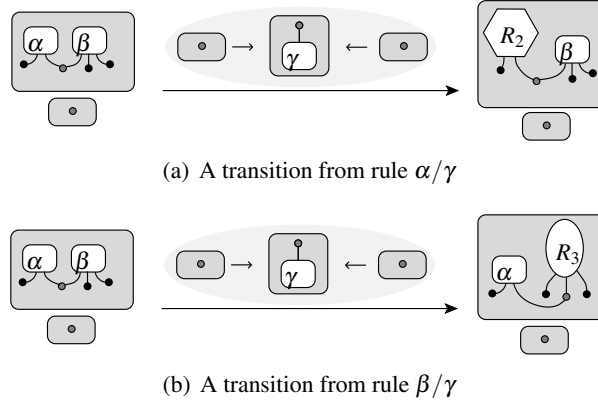 α β γ R₂ β
(a) A transition from rule α/γ
α β γ α R₃
(b) A transition from rule β/γ